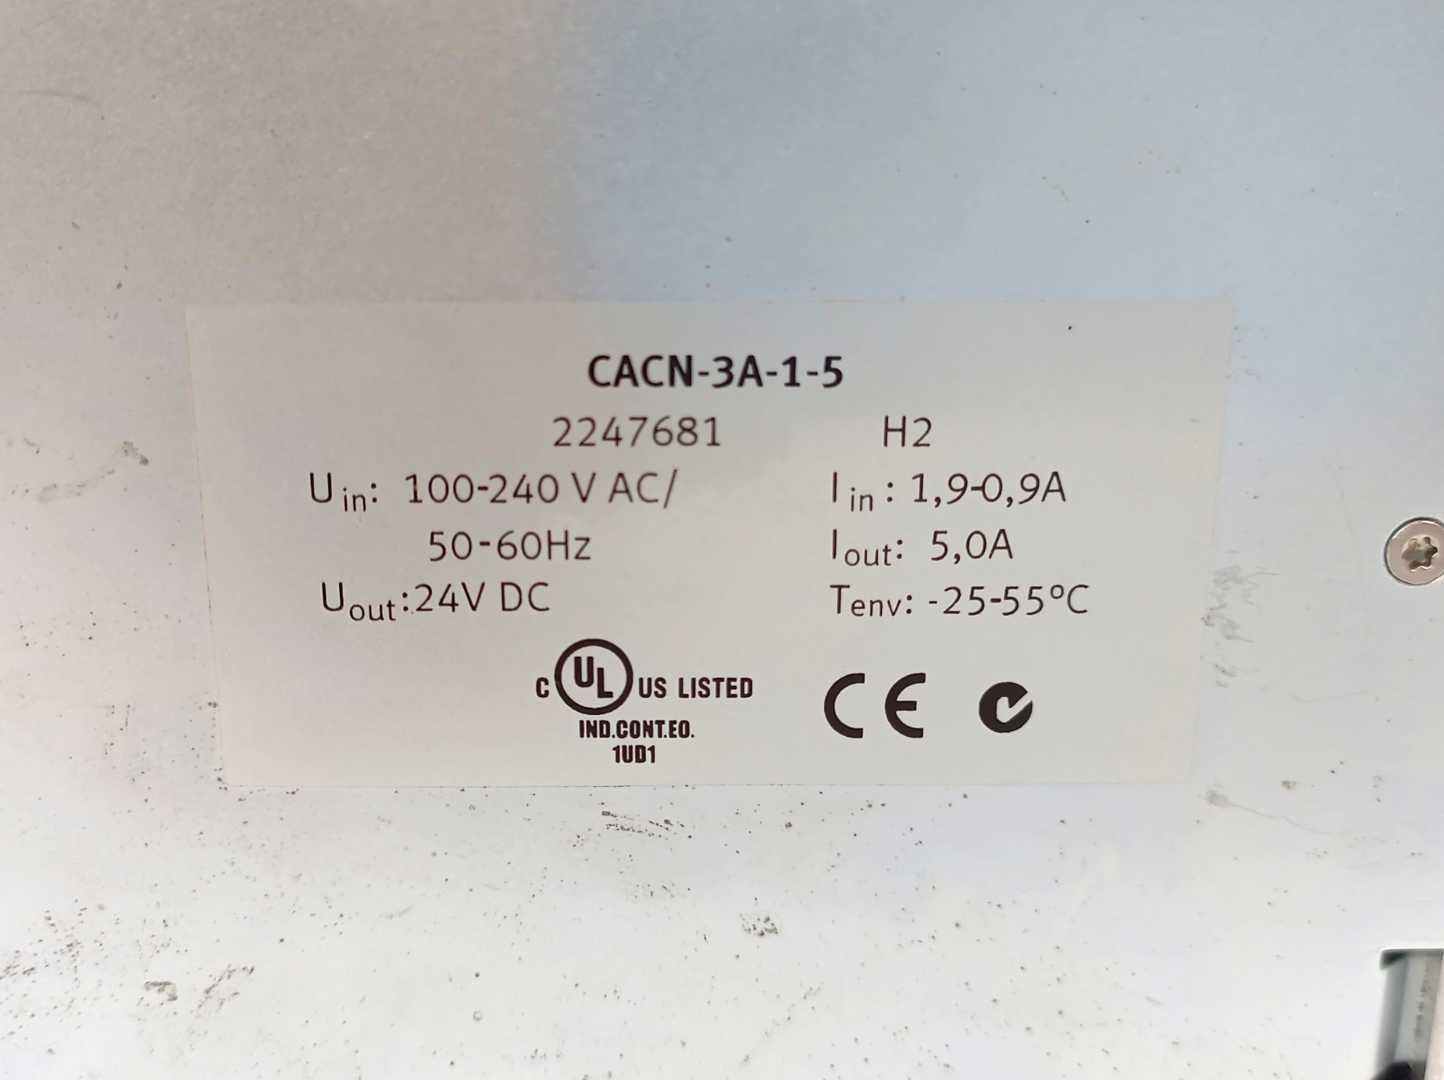 CACN-3A-1-5
2247681 H2
Uin: 100-240 V AC/ Iin : 1,9-0,9A
50-60Hz Iout: 5,0A
Uout:24V DC Tenv: -25-55°C
C UL US LISTED CE
IND.CONT.EQ.
1UD1